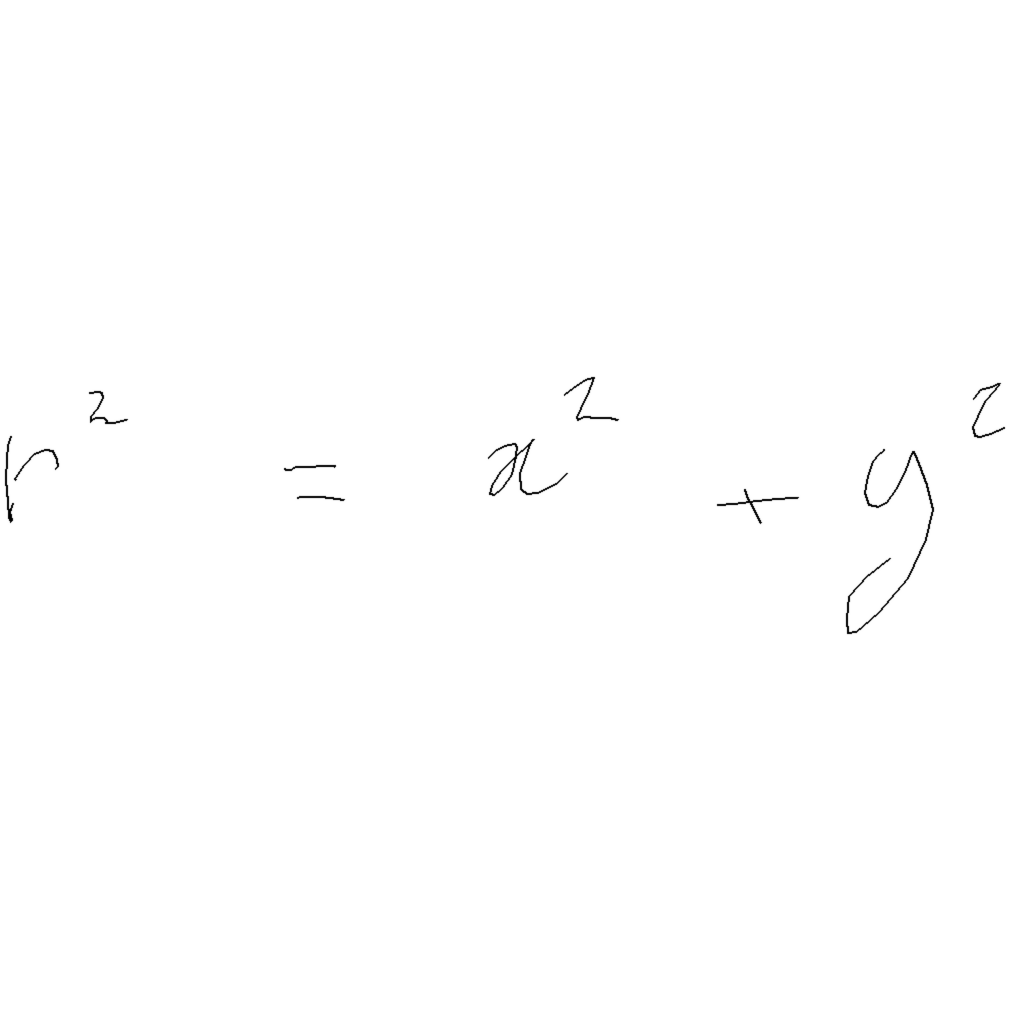 r² = x² + y²